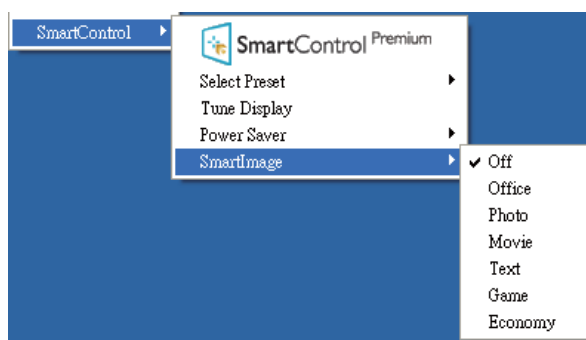 SmartControl
SmartControl Premium
Select Preset
Tune Display
Power Saver
SmartImage
Off
Office
Photo
Movie
Text
Game
Economy